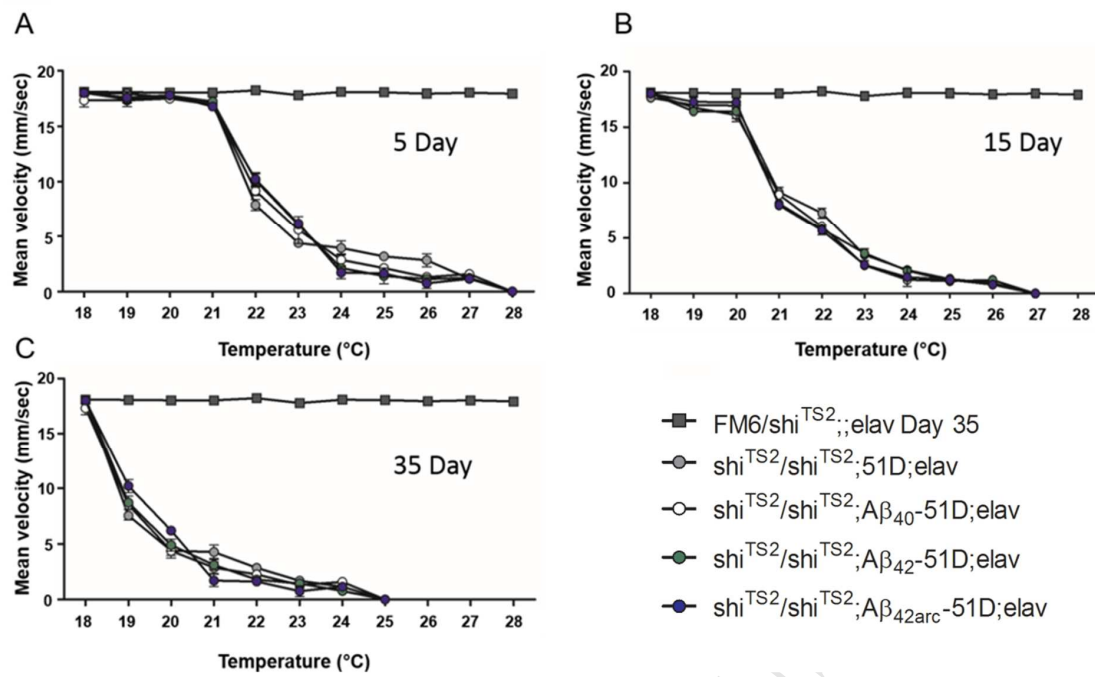 A
Mean velocity (mm/sec)
20
15
10
5
0
5 Day
18 19 20 21 22 23 24 25 26 27 28
Temperature (°C)
B
Mean velocity (mm/sec)
20
15
10
5
0
15 Day
18 19 20 21 22 23 24 25 26 27 28
Temperature (°C)
C
Mean velocity (mm/sec)
20
15
10
5
0
35 Day
18 19 20 21 22 23 24 25 26 27 28
Temperature (°C)
FM6/shi^TS2;;elav Day 35
shi^TS2/shi^TS2;51D;elav
shi^TS2/shi^TS2;Aβ_40-51D;elav
shi^TS2/shi^TS2;Aβ_42-51D;elav
shi^TS2/shi^TS2;Aβ_42arc-51D;elav